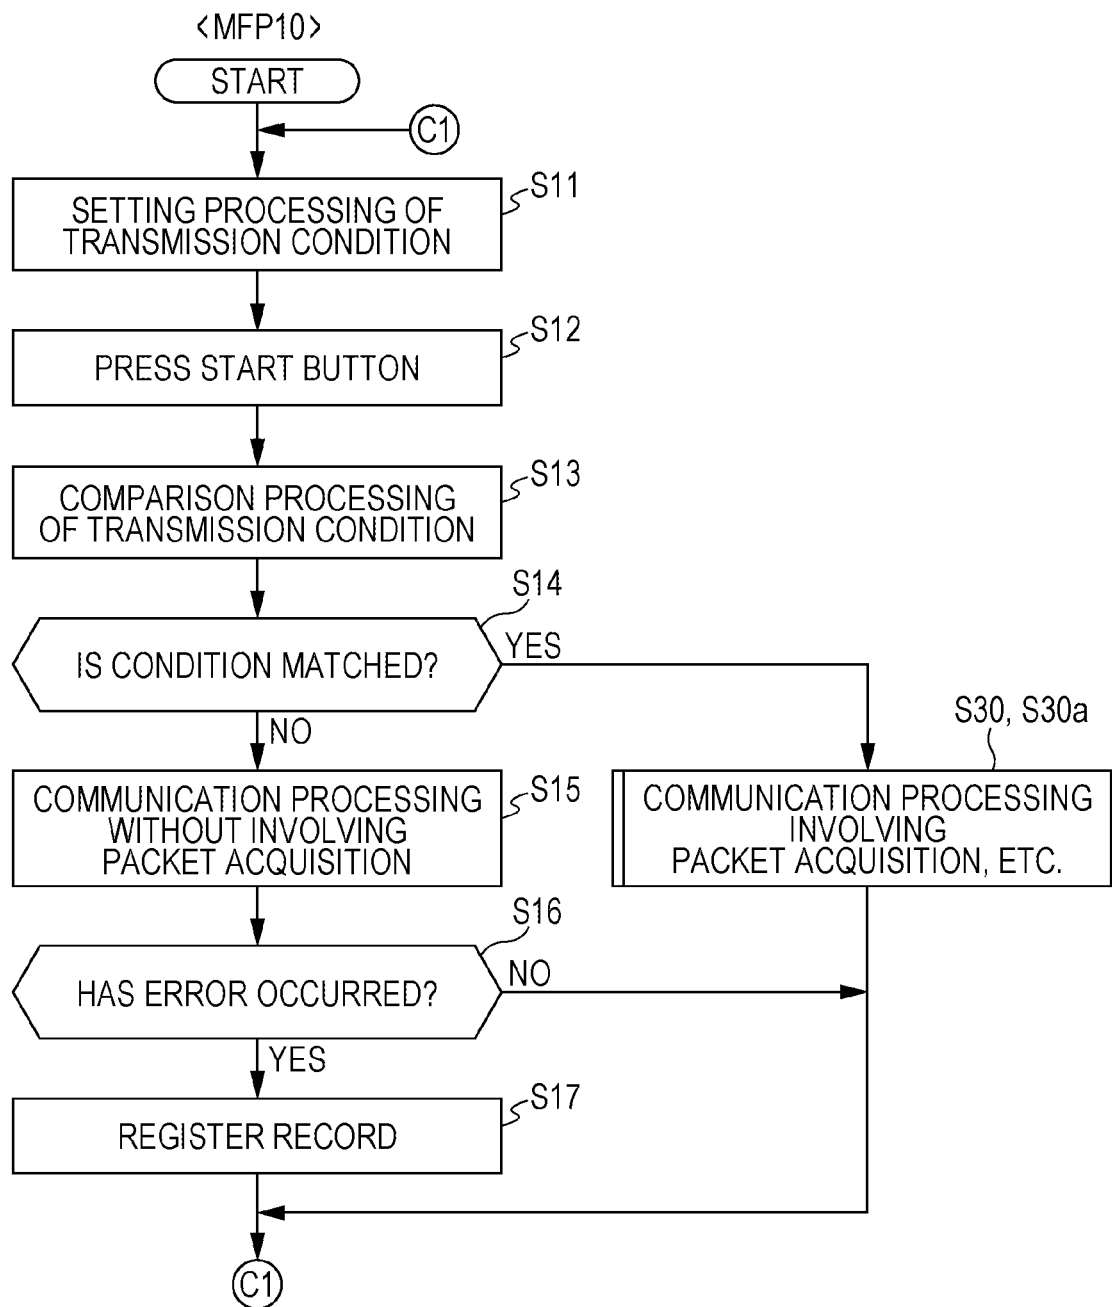 <MFP10>
START
C1
S11
SETTING PROCESSING OF
TRANSMISSION CONDITION
S12
PRESS START BUTTON
S13
COMPARISON PROCESSING
OF TRANSMISSION CONDITION
S14
IS CONDITION MATCHED?
YES
NO
S30, S30a
COMMUNICATION PROCESSING
INVOLVING
PACKET ACQUISITION, ETC.
S15
COMMUNICATION PROCESSING
WITHOUT INVOLVING
PACKET ACQUISITION
S16
HAS ERROR OCCURRED?
NO
YES
S17
REGISTER RECORD
C1